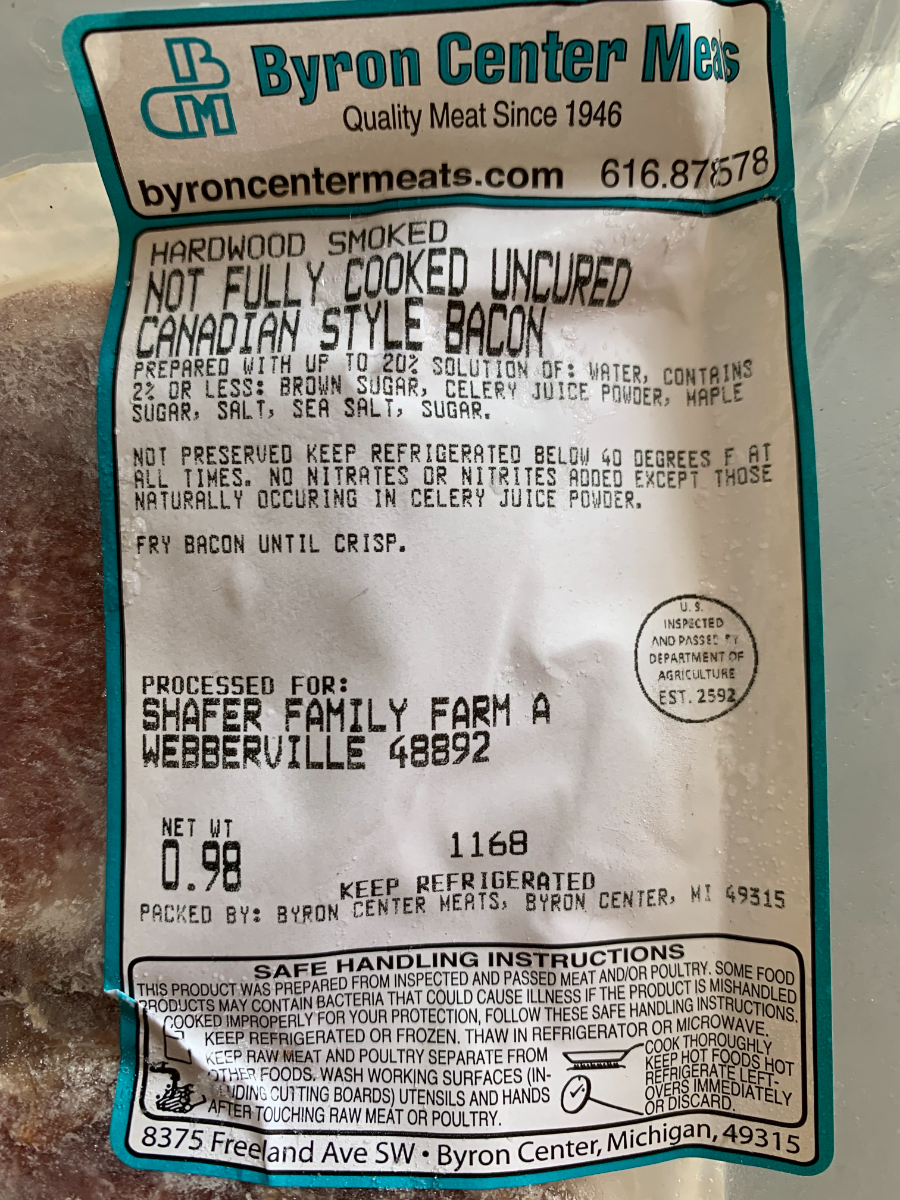 BCM
Byron Center Meats
Quality Meat Since 1946
byroncentermeats.com
HARDWOOD SMOKED
NOT FULLY COOKED UNCURED
CANADIAN STYLE BACON
PREPARED WITH UP TO 20% SOLUTION OF: WATER, CONTAINS
2% OR LESS: BROWN SUGAR, CELERY JUICE POWDER, MAPLE
SUGAR, SALT, SEA SALT, SUGAR.
NOT PRESERVED KEEP REFRIGERATED BELOW 40 DEGREES F AT
ALL TIMES. NO NITRATES OR NITRITES ADDED EXCEPT THOSE
NATURALLY OCCURING IN CELERY JUICE POWDER.
FRY BACON UNTIL CRISP.
U.S.
INSPECTED
AND PASSED BY
DEPARTMENT OF
AGRICULTURE
EST. 2592
PROCESSED FOR:
SHAFER FAMILY FARM A
WEBBERVILLE 48892
NET WT
0.98
1168
KEEP REFRIGERATED
PACKED BY: BYRON CENTER MEATS, BYRON CENTER, MI 49315
SAFE HANDLING INSTRUCTIONS
THIS PRODUCT WAS PREPARED FROM INSPECTED AND PASSED MEAT AND/OR POULTRY. SOME FOOD
PRODUCTS MAY CONTAIN BACTERIA THAT COULD CAUSE ILLNESS IF THE PRODUCT IS MISHANDLED
COOKED IMPROPERLY FOR YOUR PROTECTION, FOLLOW THESE SAFE HANDLING INSTRUCTIONS.
KEEP REFRIGERATED OR FROZEN. THAW IN REFRIGERATOR OR MICROWAVE.
KEEP RAW MEAT AND POULTRY SEPARATE FROM
OTHER FOODS. WASH WORKING SURFACES (IN-
CLUDING CUTTING BOARDS) UTENSILS AND HANDS
AFTER TOUCHING RAW MEAT OR POULTRY.
COOK THOROUGHLY
KEEP HOT FOODS HOT
REFRIGERATE LEFT-
OVERS IMMEDIATELY
OR DISCARD.
8375 Freeland Ave SW • Byron Center, Michigan, 49315